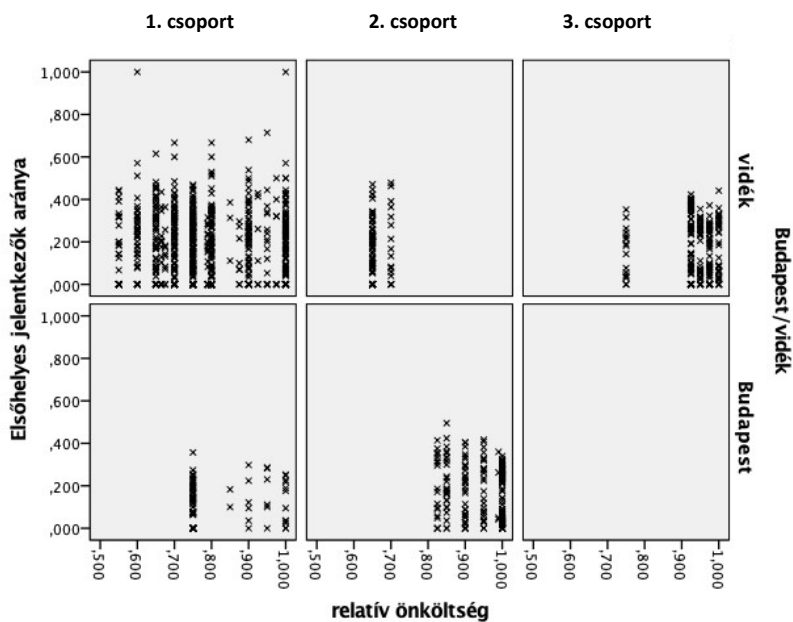 1. csoport 2. csoport 3. csoport
Elsőhelyes jelentkezők aránya
1,000
,800
,600
,400
,200
,000
vidék
1,000
,800
,600
,400
,200
,000
Budapest
Budapest/vidék
,500 ,600 ,700 ,800 ,900 1,000 ,500 ,600 ,700 ,800 ,900 1,000 ,500 ,600 ,700 ,800 ,900 1,000
relatív önköltség